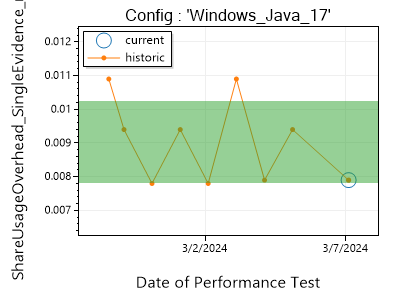 Config : 'Windows_Java_17'
current
historic
0.012
0.011
0.01
0.009
0.008
0.007
3/2/2024
3/7/2024
Date of Performance Test
ShareUsageOverhead_SingleEvidence_